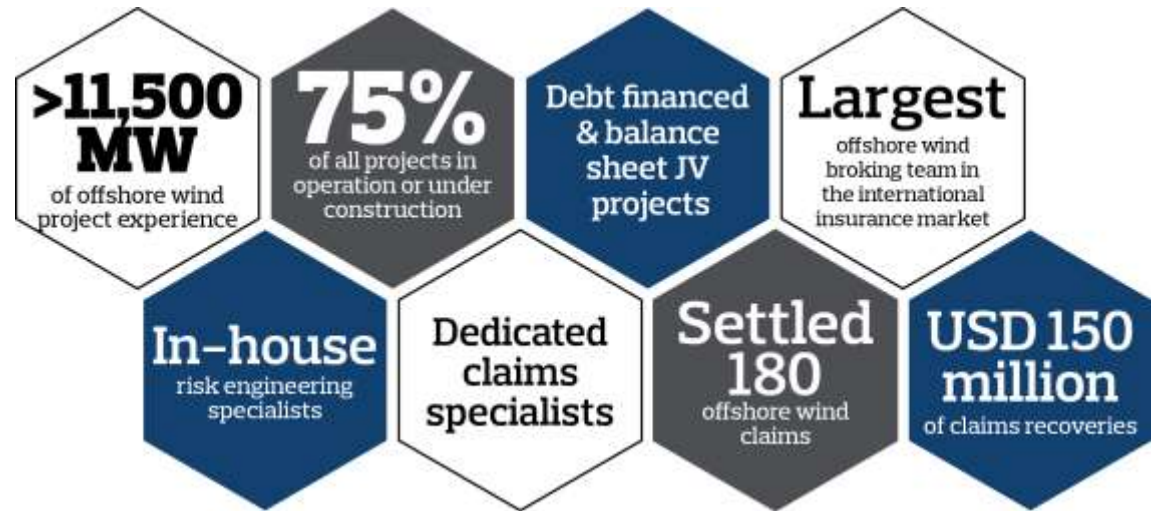 >11,500
MW
of offshore wind
project experience
75%
of all projects in
operation or under
construction
Debt financed
& balance
sheet JV
projects
Largest
offshore wind
broking team in
the international
insurance market
In-house
risk engineering
specialists
Dedicated
claims
specialists
Settled
180
offshore wind
claims
USD 150
million
of claims recoveries